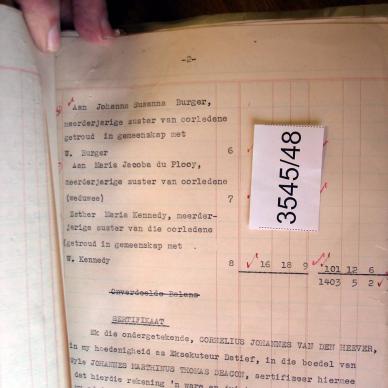 -2-
Aan Johanna Susanna Burger,
meerderjarige suster van oorledene
getroud in gemeenskap met
W. Burger 6
Aan Maria Jacoba du Plooy,
meerderjarige suster van oorledene
(weduwee) 7
Esther Maria Kennedy, meerder-
jarige suster van die oorledene
getroud in gemeenskap met
W. Kennedy 8 16 18 9 101 12 6
1403 5 2
3545/48
Onverdeelde Balans
SERTIFIKAAT
Ek die ondergetekende, CORNELIUS JOHANNES VAN DEN HEEVER,
in my hoedanigheid as Eksekuteur Datief, in die boedel van
wyle JOHANNES MARTHINUS THOMAS DEACON, sertifiseer hiermee
dat hierdie rekening 'n ware en